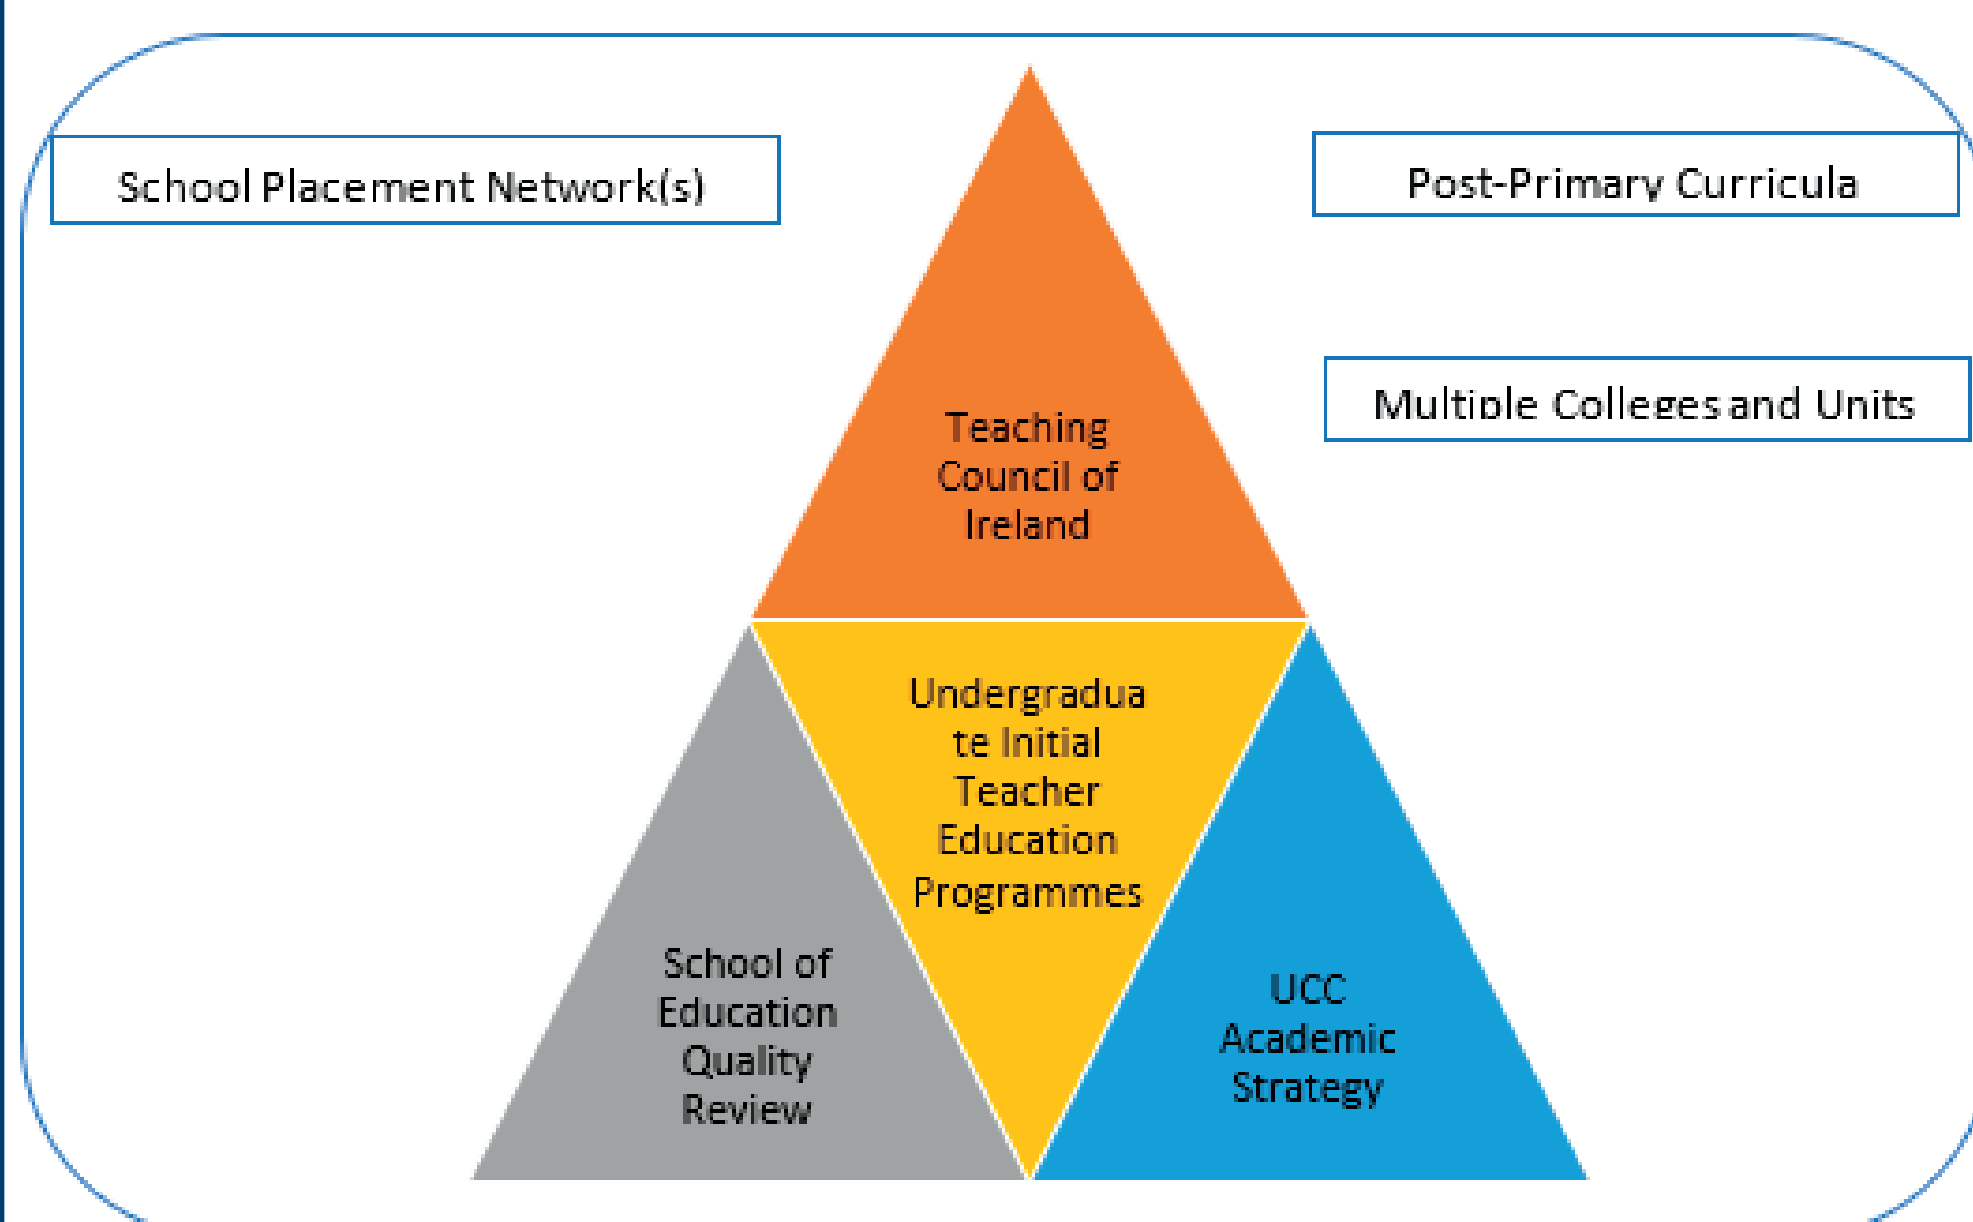 School Placement Network(s)
Post-Primary Curricula
Multiple Colleges and Units
Teaching
Council of
Ireland
Undergradua
te Initial
Teacher
Education
Programmes
School of
Education
Quality
Review
UCC
Academic
Strategy